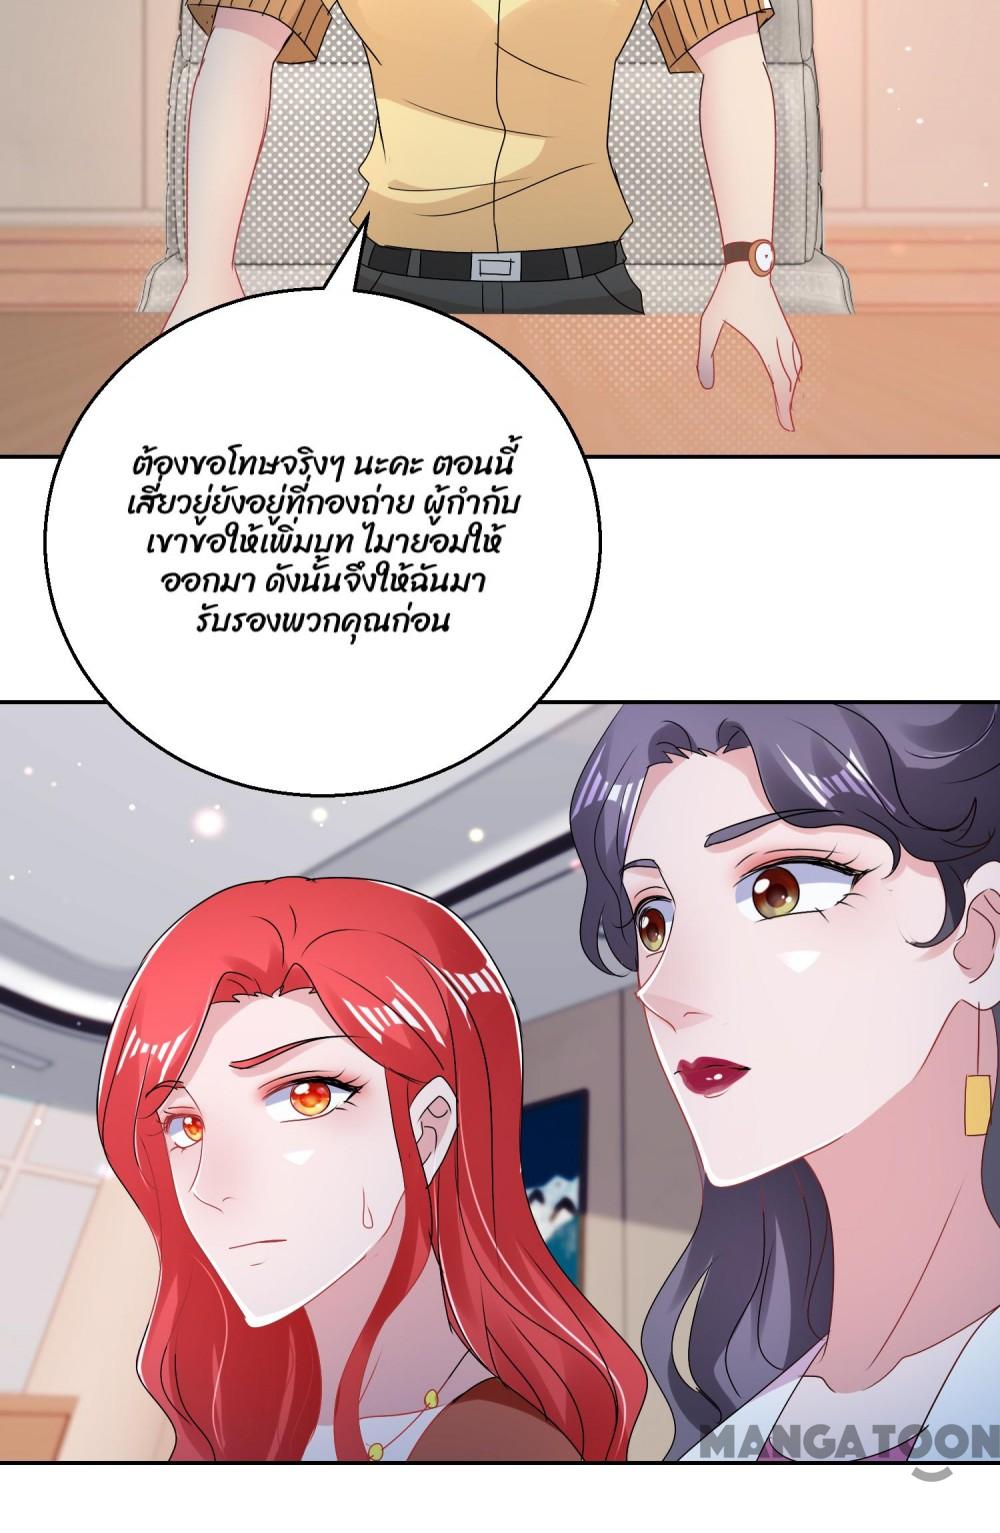 ต้องขอโทษจริงๆ นะคะ ตอนนี้
เสี่ยวยู่ยังอยู่ที่กองถ่าย ผู้กำกับ
เขาขอให้เพิ่มบท ไมายอมให้
ออกมา ดังนั้นจึงให้ฉันมา
รับรองพวกคุณก่อน
MANGATOON